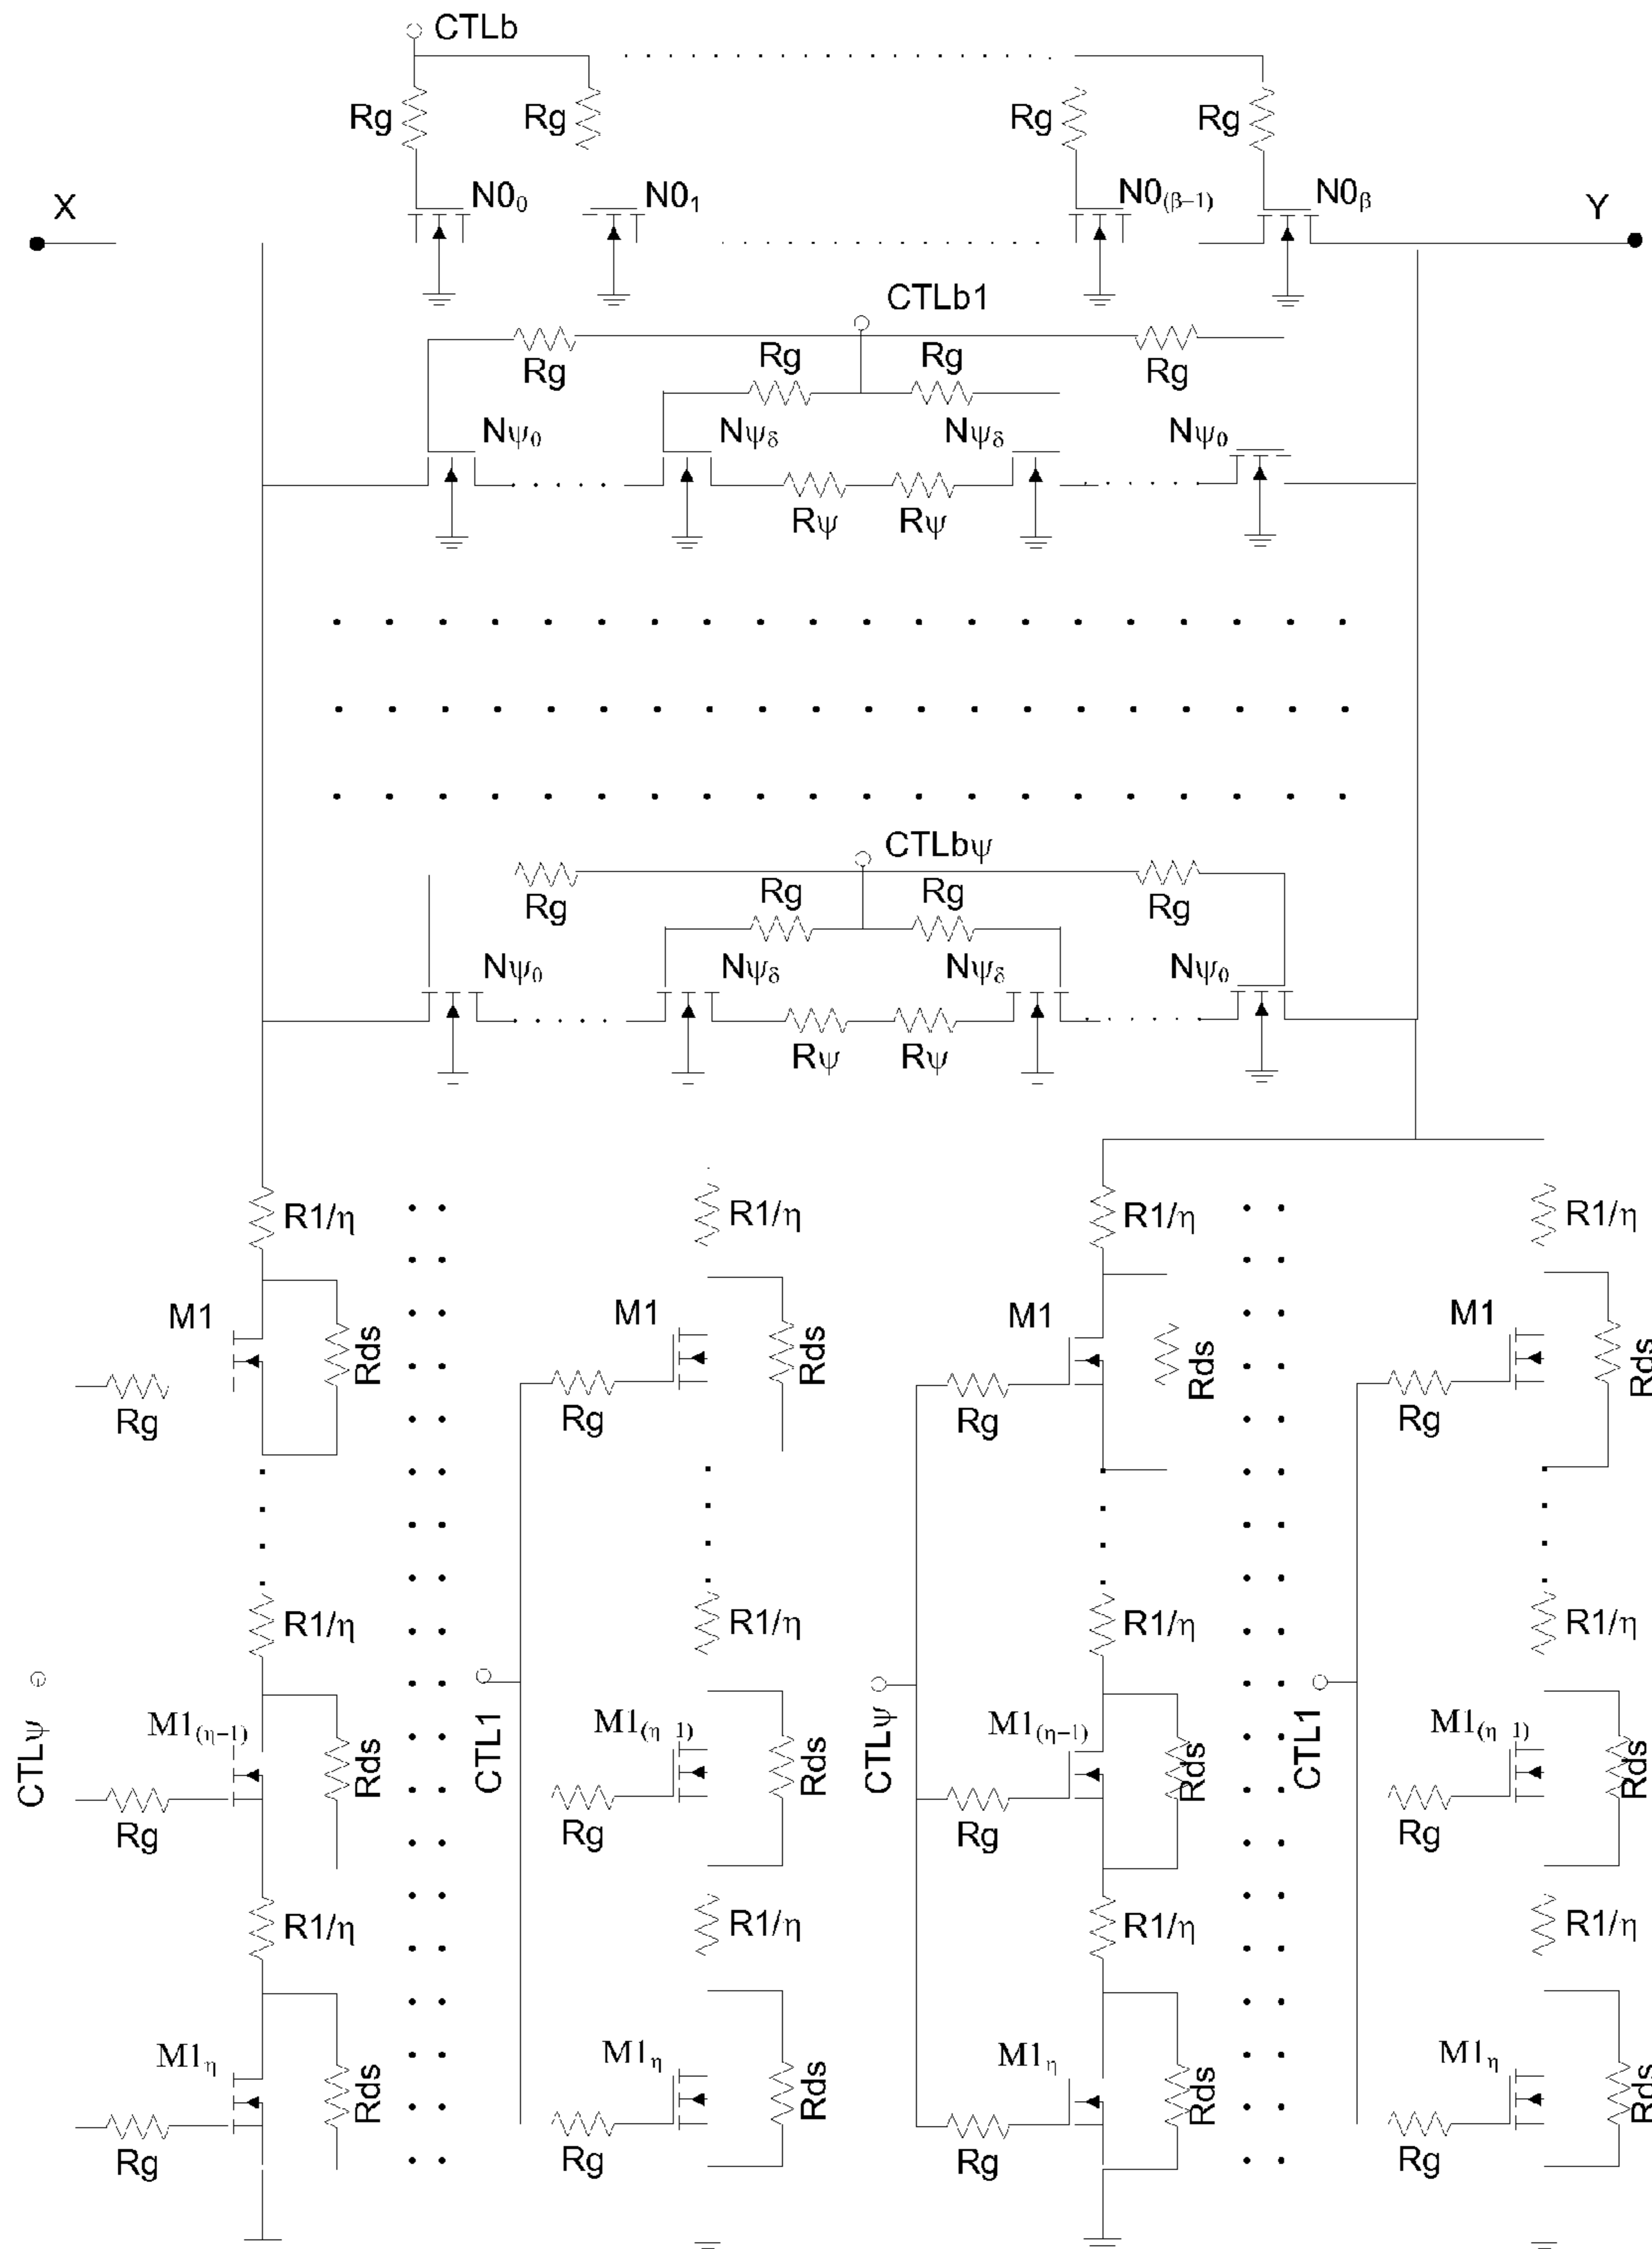 CTLb
Rg Rg Rg Rg
X N0₀ N0₁ N0₍β−1₎ N0β Y
CTLb1
Rg Rg Rg Rg
Nψ₀ Nψδ Nψδ Nψ₀
Rψ Rψ
CTLbψ
Rg Rg Rg Rg
Nψ₀ Nψδ Nψδ Nψ₀
Rψ Rψ
R1/η R1/η R1/η R1/η
M1 M1 M1 M1
Rds Rds Rds Rds
Rg Rg Rg Rg
R1/η R1/η R1/η R1/η
CTLψ CTL1 CTLψ CTL1
M1(η−1) M1(η 1) M1(η−1) M1(η 1)
Rds Rds Rds Rds
Rg Rg Rg Rg
R1/η R1/η R1/η R1/η
M1η M1η M1η M1η
Rds Rds Rds Rds
Rg Rg Rg Rg